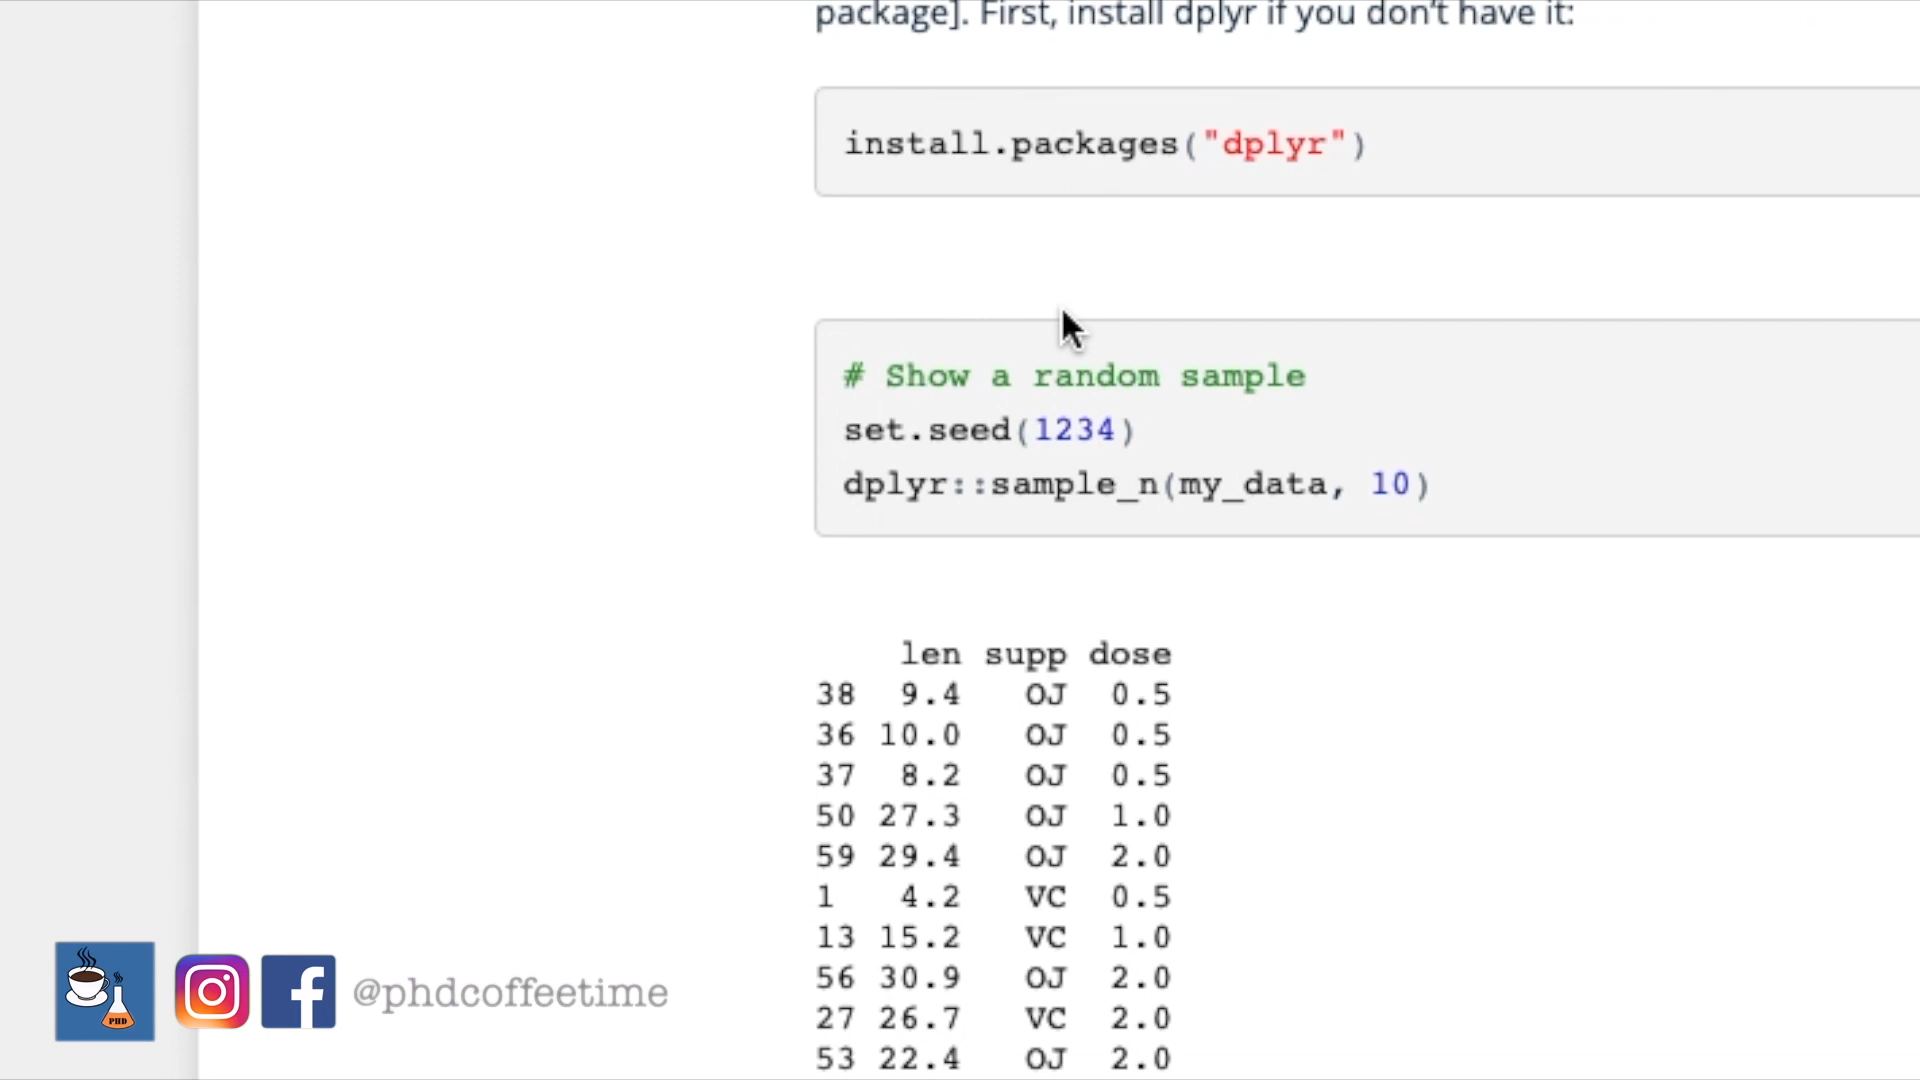 package]. First, install dplyr if you don't have it:
install.packages("dplyr")
# Show a random sample
set.seed(1234)
dplyr::sample_n(my_data, 10)
len supp dose
38 9.4 OJ 0.5
36 10.0 OJ 0.5
37 8.2 OJ 0.5
50 27.3 OJ 1.0
59 29.4 OJ 2.0
1 4.2 VC 0.5
13 15.2 VC 1.0
56 30.9 OJ 2.0
27 26.7 VC 2.0
53 22.4 OJ 2.0
PHD
@phdcoffeetime